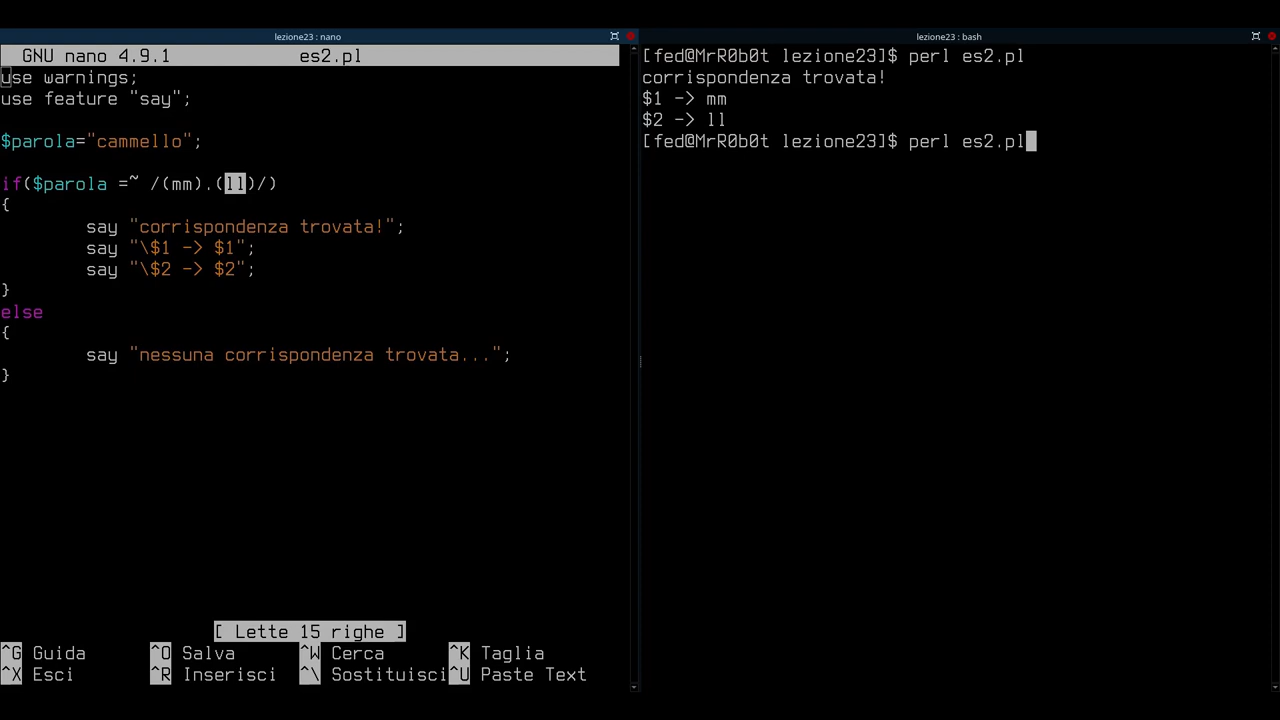 lezione23 : nano
GNU nano 4.9.1 es2.pl
use warnings;
use feature "say";
$parola="cammello";
if($parola =~ /(mm).(ll)/)
{
say "corrispondenza trovata!";
say "\$1 -> $1";
say "\$2 -> $2";
}
else
{
say "nessuna corrispondenza trovata...";
}
[ Lette 15 righe ]
^G Guida ^O Salva ^W Cerca ^K Taglia
^X Esci ^R Inserisci ^\ Sostituisci ^U Paste Text
lezione23 : bash
[fed@MrR0b0t lezione23]$ perl es2.pl
corrispondenza trovata!
$1 -> mm
$2 -> ll
[fed@MrR0b0t lezione23]$ perl es2.pl